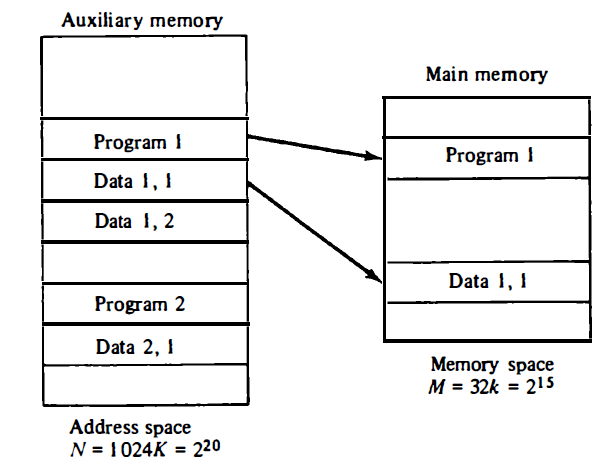 Auxiliary memory
Program 1
Data 1, 1
Data 1, 2
Program 2
Data 2, 1
Address space
N = 1024K = 2²⁰
Main memory
Program 1
Data 1, 1
Memory space
M = 32k = 2¹⁵